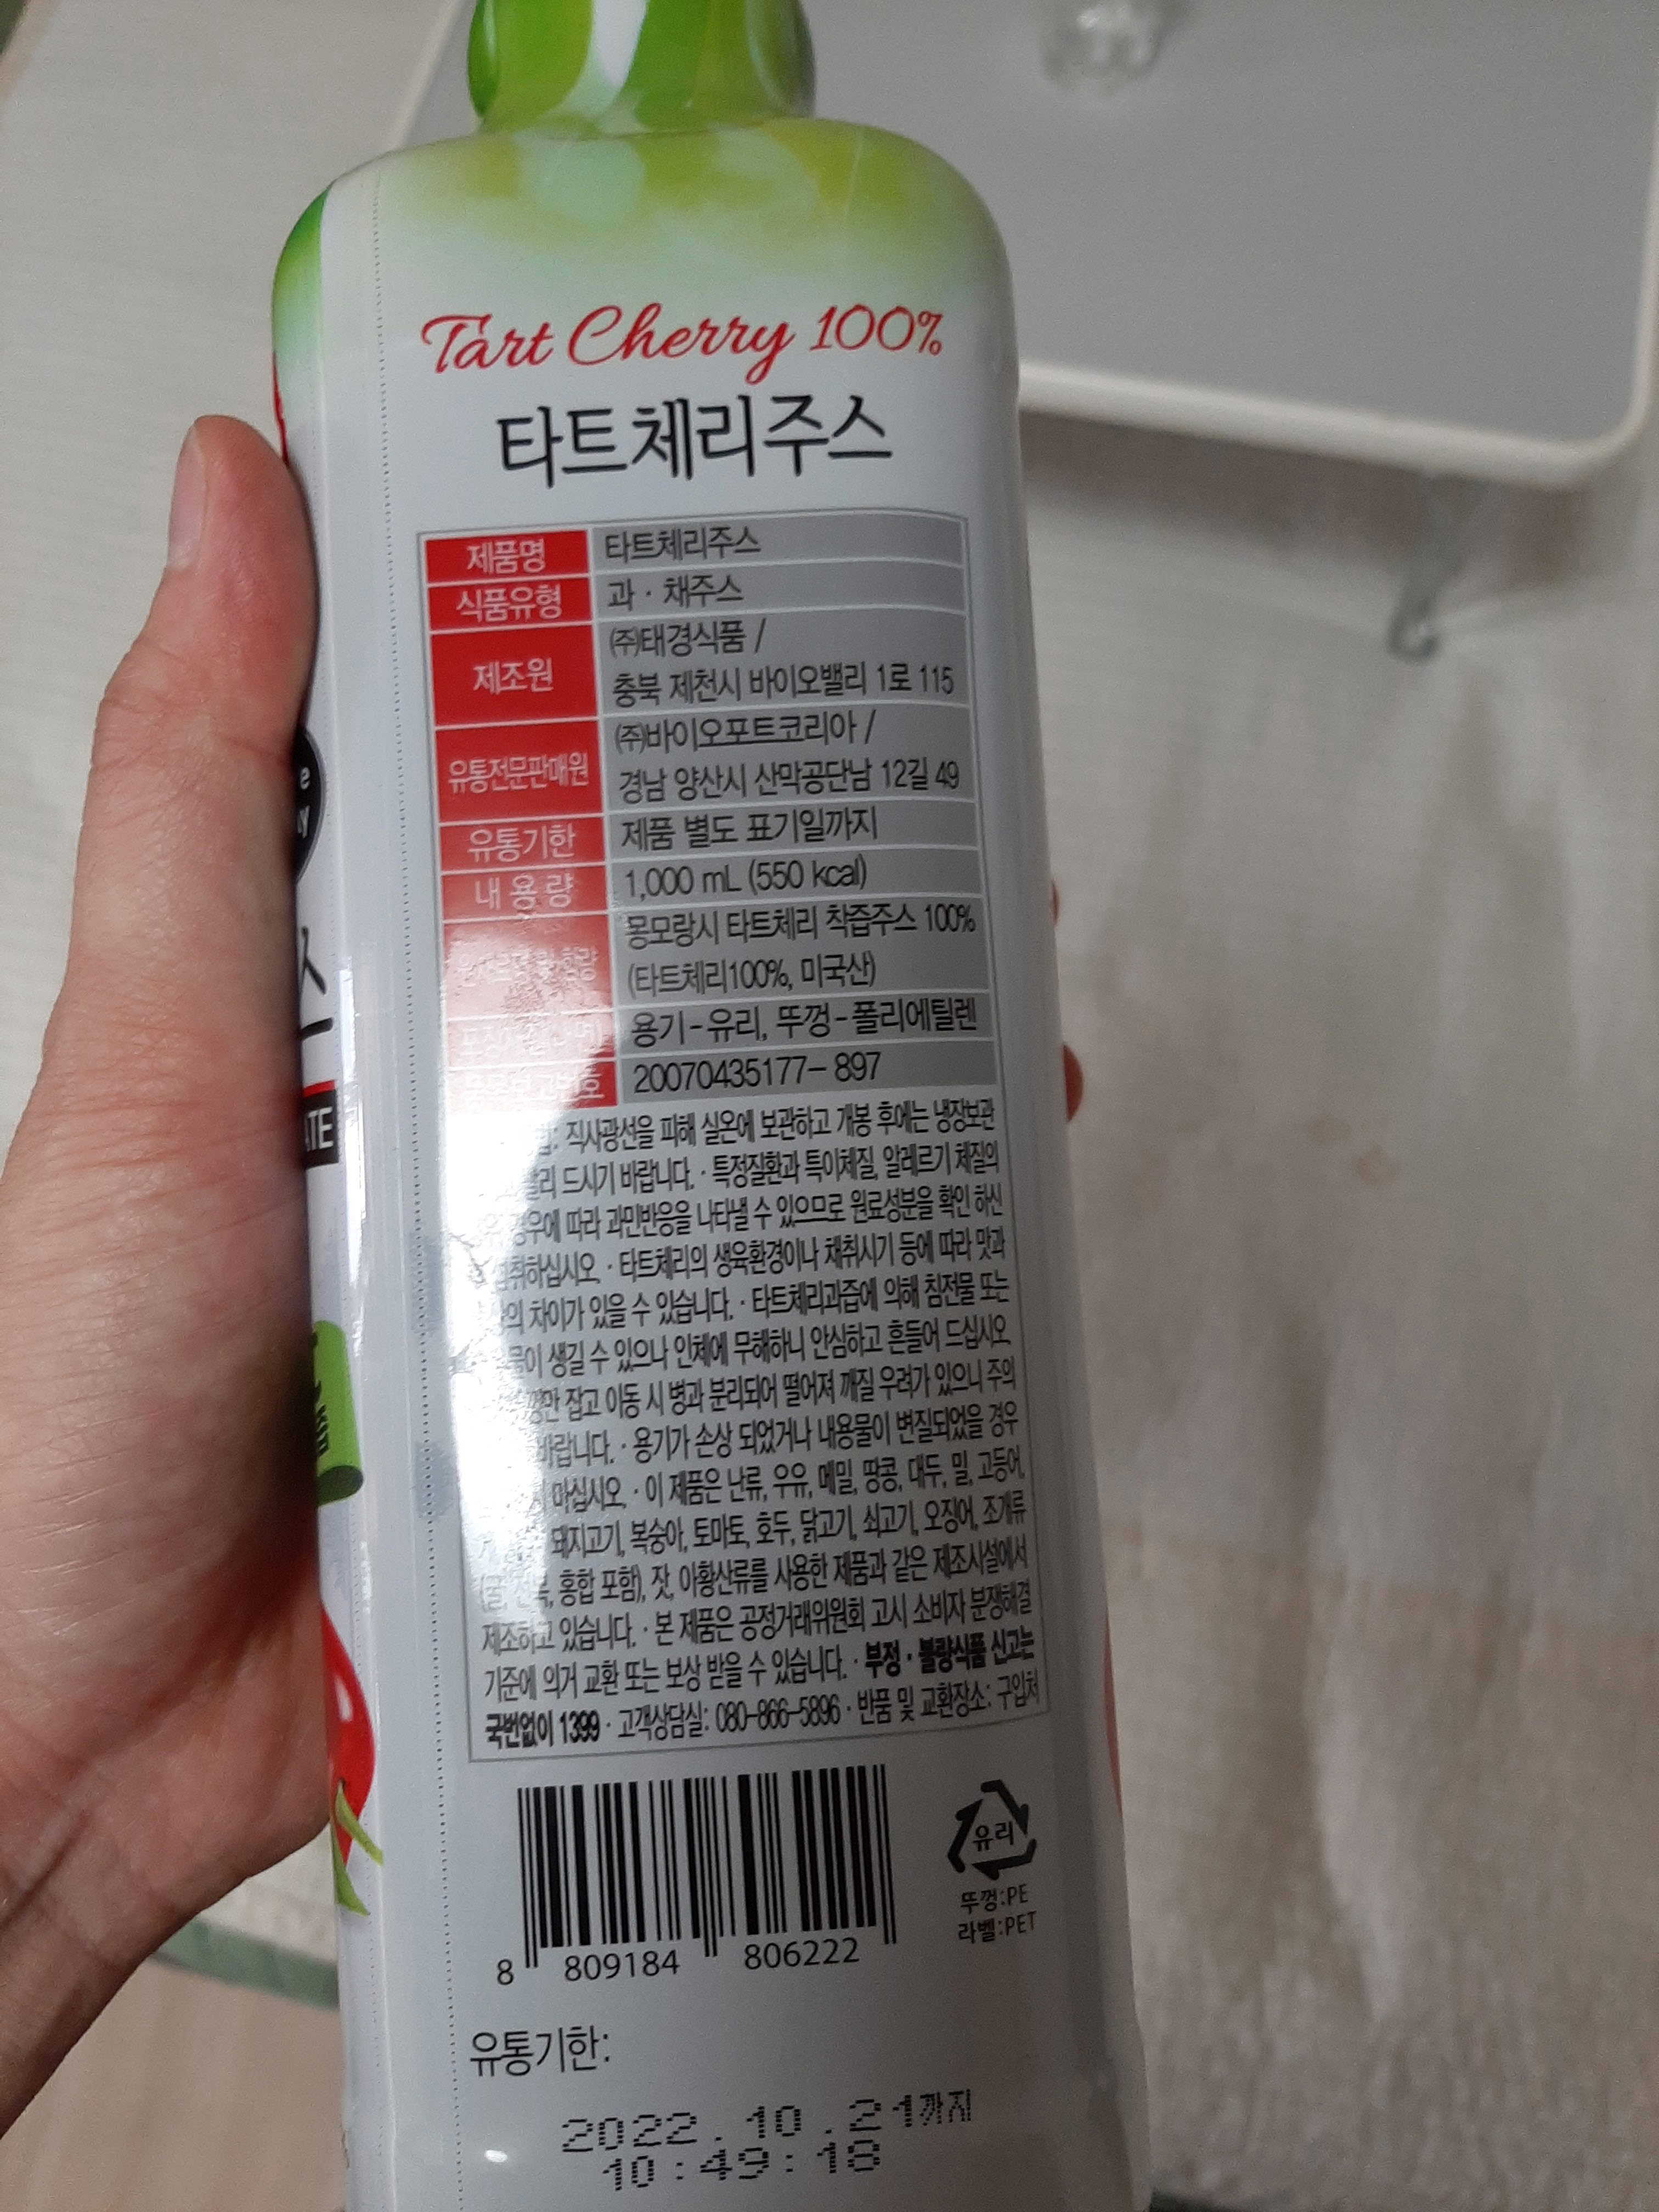 Tart Cherry 100%
타트체리주스
제품명 타트체리주스
식품유형 과 · 채주스
제조원 ㈜태경식품 /
충북 제천시 바이오밸리 1로 115
유통전문판매원 ㈜바이오포트코리아 /
경남 양산시 산막공단남 12길 49
유통기한 제품 별도 표기일까지
내 용 량 1,000 mL (550 kcal)
몽모랑시 타트체리 착즙주스 100%
(타트체리100%, 미국산)
용기-유리, 뚜껑-폴리에틸렌
20070435177- 897
직사광선을 피해 실온에 보관하고 개봉 후에는 냉장보관
드시기 바랍니다. · 특정질환과 특이체질, 알레르기 체질의
경우에 따라 과민반응을 나타낼 수 있으므로 원료성분을 확인 하신
섭취하십시오. · 타트체리의 생육환경이나 채취시기 등에 따라 맛과
차이가 있을 수 있습니다. · 타트체리과즙에 의해 침전물 또는
생길 수 있으나 인체에 무해하니 안심하고 흔들어 드십시오.
잡고 이동 시 병과 분리되어 떨어져 깨질 우려가 있으니 주의
바랍니다. · 용기가 손상 되었거나 내용물이 변질되었을 경우
마십시오. · 이 제품은 난류, 우유, 메밀, 땅콩, 대두, 밀, 고등어,
돼지고기, 복숭아, 토마토, 호두, 닭고기, 쇠고기, 오징어, 조개류
홍합 포함), 잣, 아황산류를 사용한 제품과 같은 제조시설에서
제조하고 있습니다. · 본 제품은 공정거래위원회 고시 소비자 분쟁해결
기준에 의거 교환 또는 보상 받을 수 있습니다. · 부정 · 불량식품 신고는
국번없이 1399 · 고객상담실: 080-866-5896 · 반품 및 교환장소: 구입처
유리
뚜껑:PE
라벨:PET
8 809184 806222
유통기한:
2022.10.21까지
10:49:18